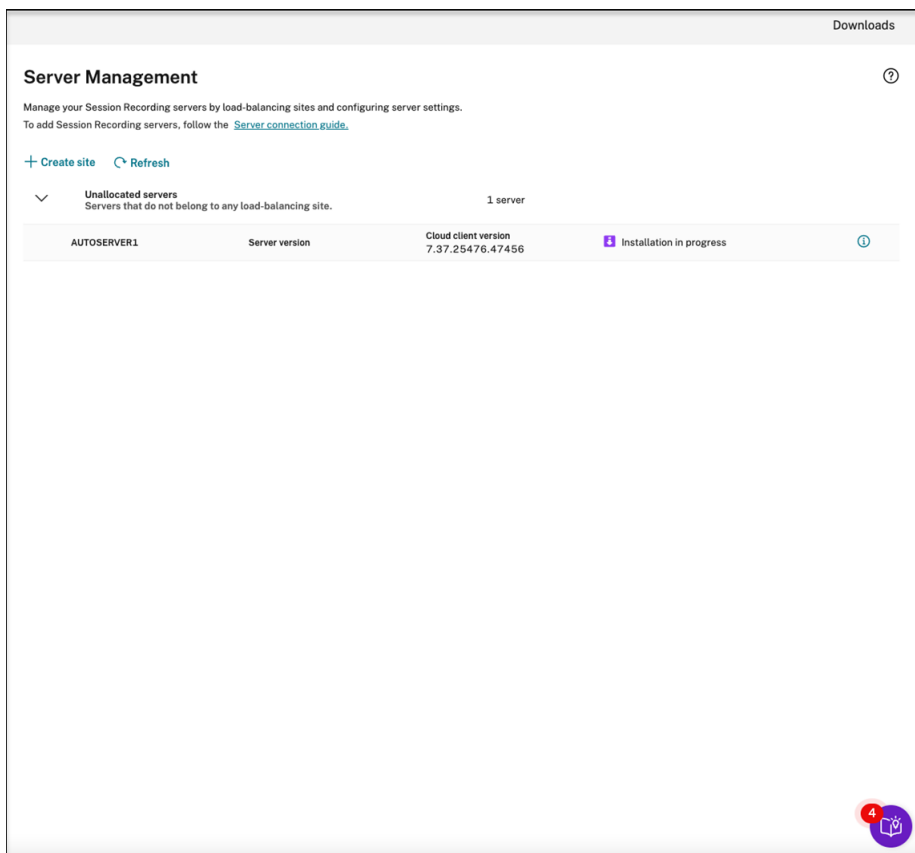 Downloads
Server Management
Manage your Session Recording servers by load-balancing sites and configuring server settings.
To add Session Recording servers, follow the Server connection guide.
Create site Refresh
Unallocated servers
Servers that do not belong to any load-balancing site.
1 server
AUTOSERVER1
Server version
Cloud client version
7.37.25476.47456
Installation in progress
4